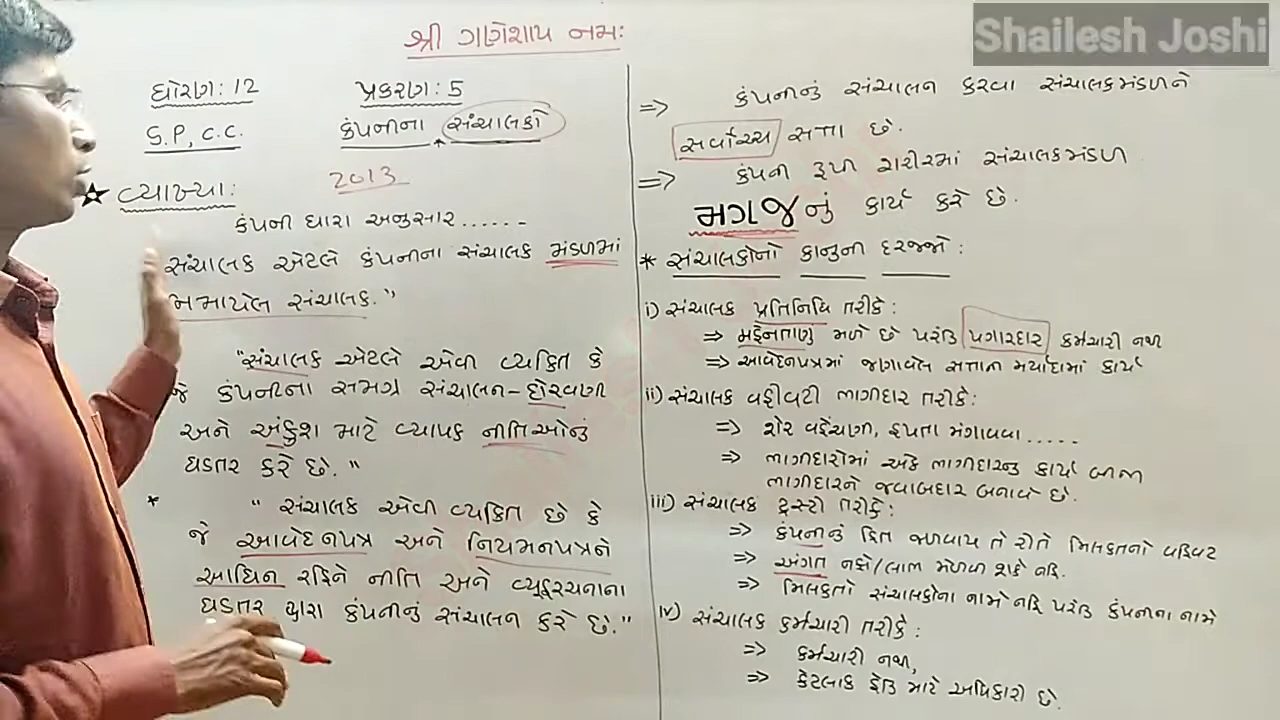 Shailesh Joshi
શ્રી ગણેશાય નમઃ
ધોરણ: 12
પ્રકરણ: 5
S.P, C.C.
કંપનીના સંચાલકો
વ્યાખ્યા:
2013
કંપની ધારા અનુસાર......
સંચાલક એટલે કંપનીના સંચાલક મંડળમાં
નિમાયેલ સંચાલક."
"સંચાલક એટલે એવી વ્યકિત કે
જે કંપનીના સમગ્ર સંચાલન-ધોરવણી
અને અંકુશ માટે વ્યાપક નીતિઓનું
ઘડતર કરે છે."
* " સંચાલક એવી વ્યકિત છે કે
જે આવેદનપત્ર અને નિયમનપત્રને
આધિન રહિને નીતિ અને વ્યૂહરચનાના
ઘડતર દ્વારા કંપનીનું સંચાલન કરે છે."
=> કંપનીનું સંચાલન કરવા સંચાલકમંડળને
સર્વોચ્ચ સત્તા છે.
=> કંપની રૂપી શરીરમાં સંચાલકમંડળ
મગજનું કાર્ય કરે છે.
* સંચાલકોનો કાનુની દરજ્જો:
i) સંચાલક પ્રતિનિધિ તરીકે:
=> મહેનતાણુ મળે છે પરંતુ પગારદાર કર્મચારી નથી
=> આવેદનપત્રમાં જણાવેલ સત્તાની મર્યાદામાં કાર્ય
ii) સંચાલક વહીવટી ભાગીદાર તરીકે:
=> શેર વહેંચણી, હપતા મંગાવવા.....
=> ભાગીદારોમાં એક ભાગીદારનુ કાર્ય બીજા
ભાગીદારને જવાબદાર બનાવે છે.
iii) સંચાલક ટ્રસ્ટી તરીકે:
=> કંપનીનું હિત જળવાય તે રીતે મિલકતનો વહિવટ
=> અંગત નફો/લાભ મેળવી શકે નહિ.
=> મિલકતો સંચાલકોના નામે નહિ પરંતુ કંપનીના નામે
iv) સંચાલક કર્મચારી તરીકે:
=> કર્મચારી નથી,
=> કેટલાક હેતુ માટે અધિકારી છે.